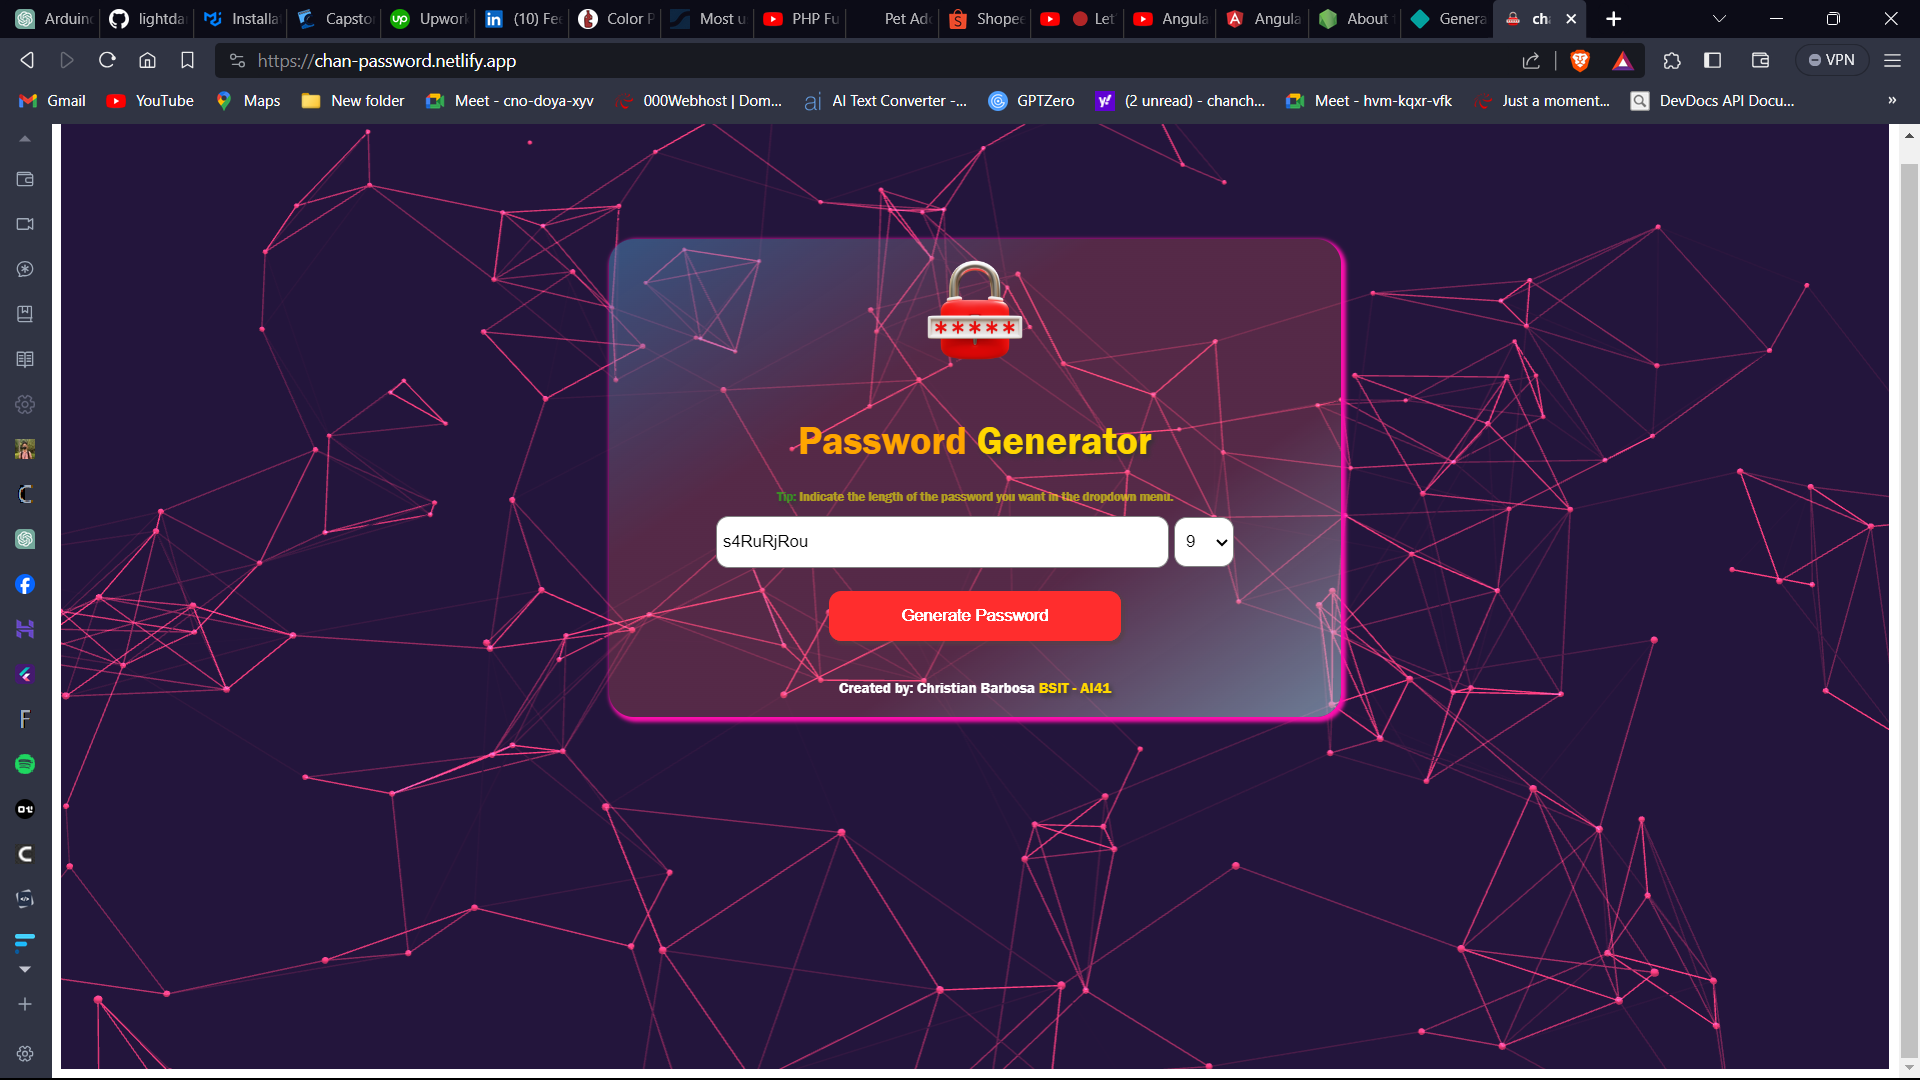 Arduin
lightda
Installa
Capsto
Upwor
(10) Fe
Color P
Most u
PHP Fu
Pet Ado
Shopee
Let'
Angula
Angula
About
Genera
ch
https://chan-password.netlify.app
VPN
Gmail
YouTube
Maps
New folder
Meet - cno-doya-xyv
000Webhost | Dom...
AI Text Converter -...
GPTZero
(2 unread) - chanch...
Meet - hvm-kqxr-vfk
Just a moment...
DevDocs API Docu...
»
*****
Password Generator
Tip: Indicate the length of the password you want in the dropdown menu.
s4RuRjRou
9
Generate Password
Created by: Christian Barbosa BSIT - AI41